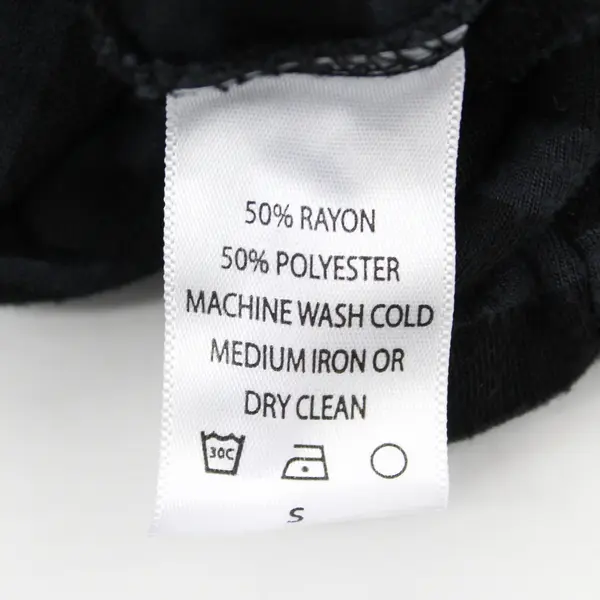 50% RAYON
50% POLYESTER
MACHINE WASH COLD
MEDIUM IRON OR
DRY CLEAN
30C
S